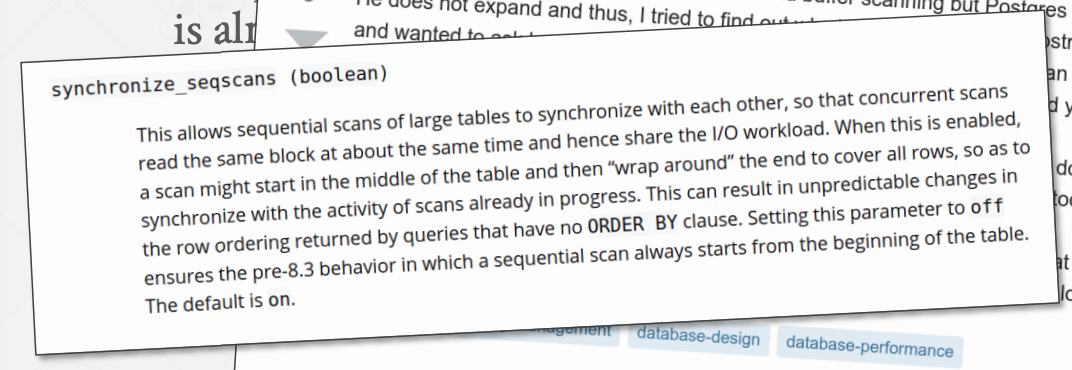 is
He does not expand and thus, I tried to find out
scanning but Postgres
and wanted to
synchronize_seqscans (boolean)
This allows sequential scans of large tables to synchronize with each other, so that concurrent scans
read the same block at about the same time and hence share the I/O workload. When this is enabled,
a scan might start in the middle of the table and then “wrap around” the end to cover all rows, so as to
synchronize with the activity of scans already in progress. This can result in unpredictable changes in
the row ordering returned by queries that have no ORDER BY clause. Setting this parameter to off
ensures the pre-8.3 behavior in which a sequential scan always starts from the beginning of the table.
The default is on.
database-design
database-performance